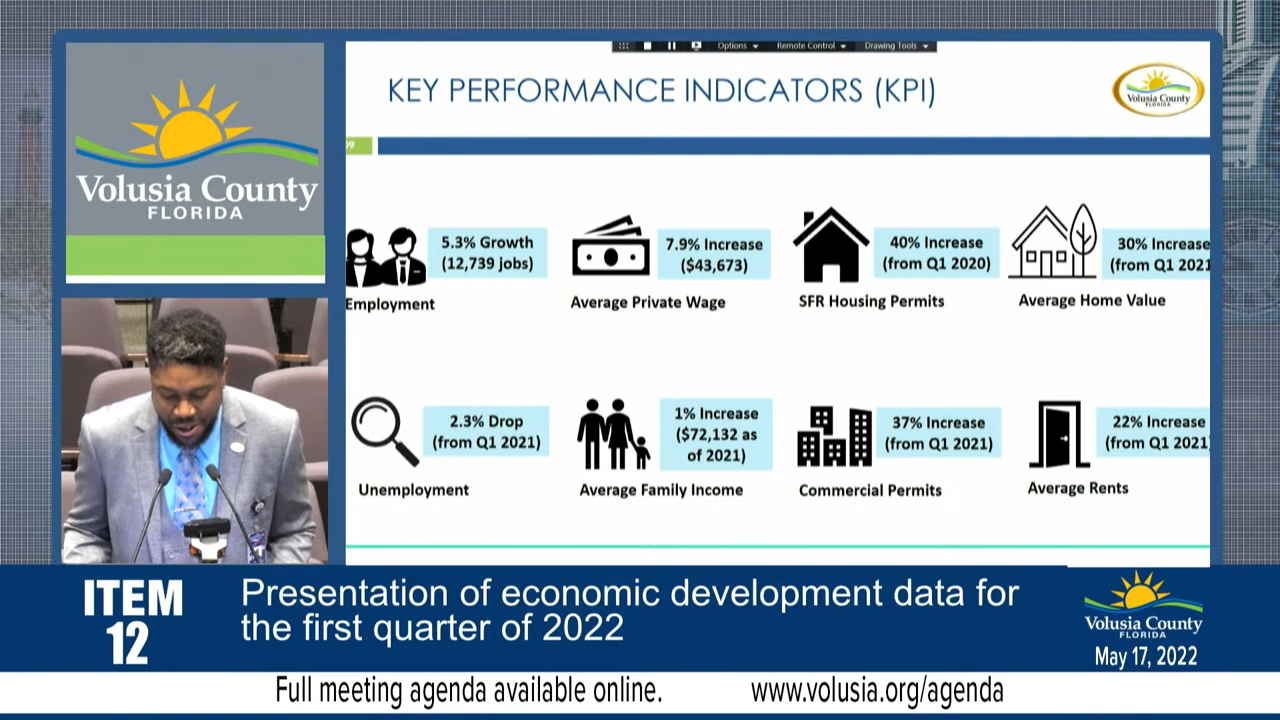 Options
Remote Control
Drawing Tools
KEY PERFORMANCE INDICATORS (KPI)
Volusia County
FLORIDA
Volusia County
FLORIDA
09
5.3% Growth
(12,739 jobs)
Employment
7.9% Increase
($43,673)
Average Private Wage
40% Increase
(from Q1 2020)
SFR Housing Permits
30% Increase
(from Q1 2021
Average Home Value
2.3% Drop
(from Q1 2021)
Unemployment
1% Increase
($72,132 as
of 2021)
Average Family Income
37% Increase
(from Q1 2021)
Commercial Permits
22% Increase
(from Q1 2021)
Average Rents
ITEM
12
Presentation of economic development data for
the first quarter of 2022
Volusia County
FLORIDA
May 17, 2022
Full meeting agenda available online.
www.volusia.org/agenda